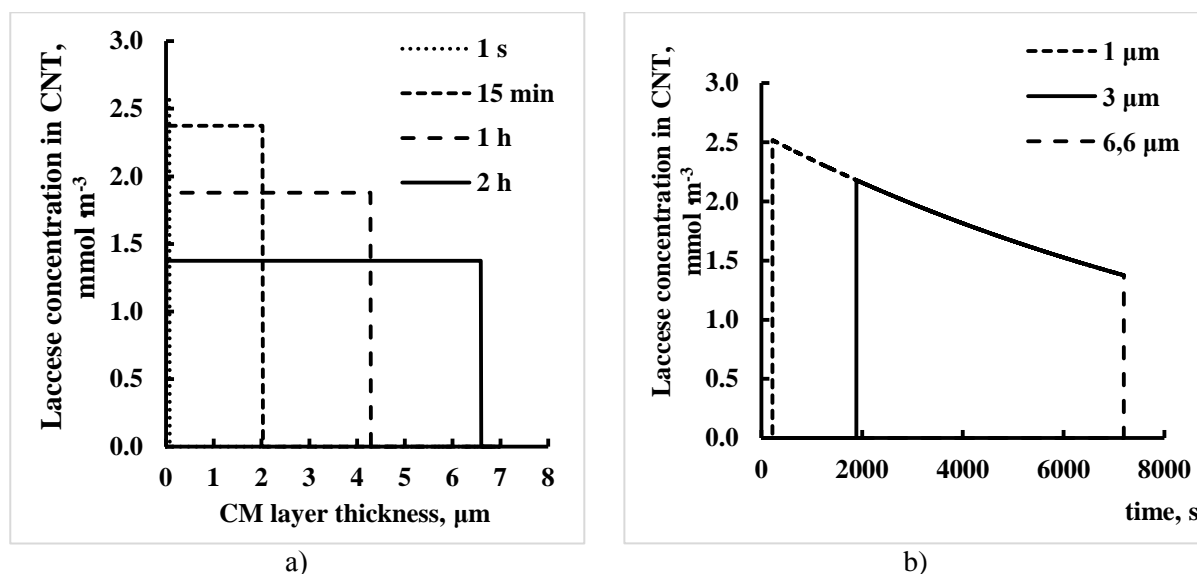 3.0
2.5
2.0
1.5
1.0
0.5
0.0
0 1 2 3 4 5 6 7 8
Laccese concentration in CNT,
mmol·m-3
CM layer thickness, μm
1 s
15 min
1 h
2 h
a)
3.0
2.5
2.0
1.5
1.0
0.5
0.0
0 2000 4000 6000 8000
Laccese concentration in CNT,
mmol·m-3
time, s
1 μm
3 μm
6,6 μm
b)